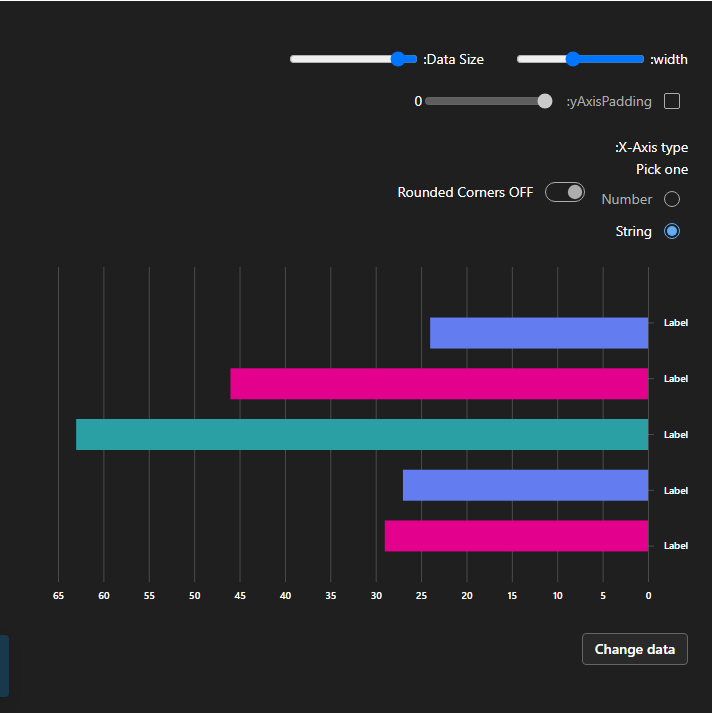 :width
:Data Size
:yAxisPadding
0
:X-Axis type
Pick one
Number
Rounded Corners OFF
String
Label
Label
Label
Label
Label
65 60 55 50 45 40 35 30 25 20 15 10 5 0
Change data